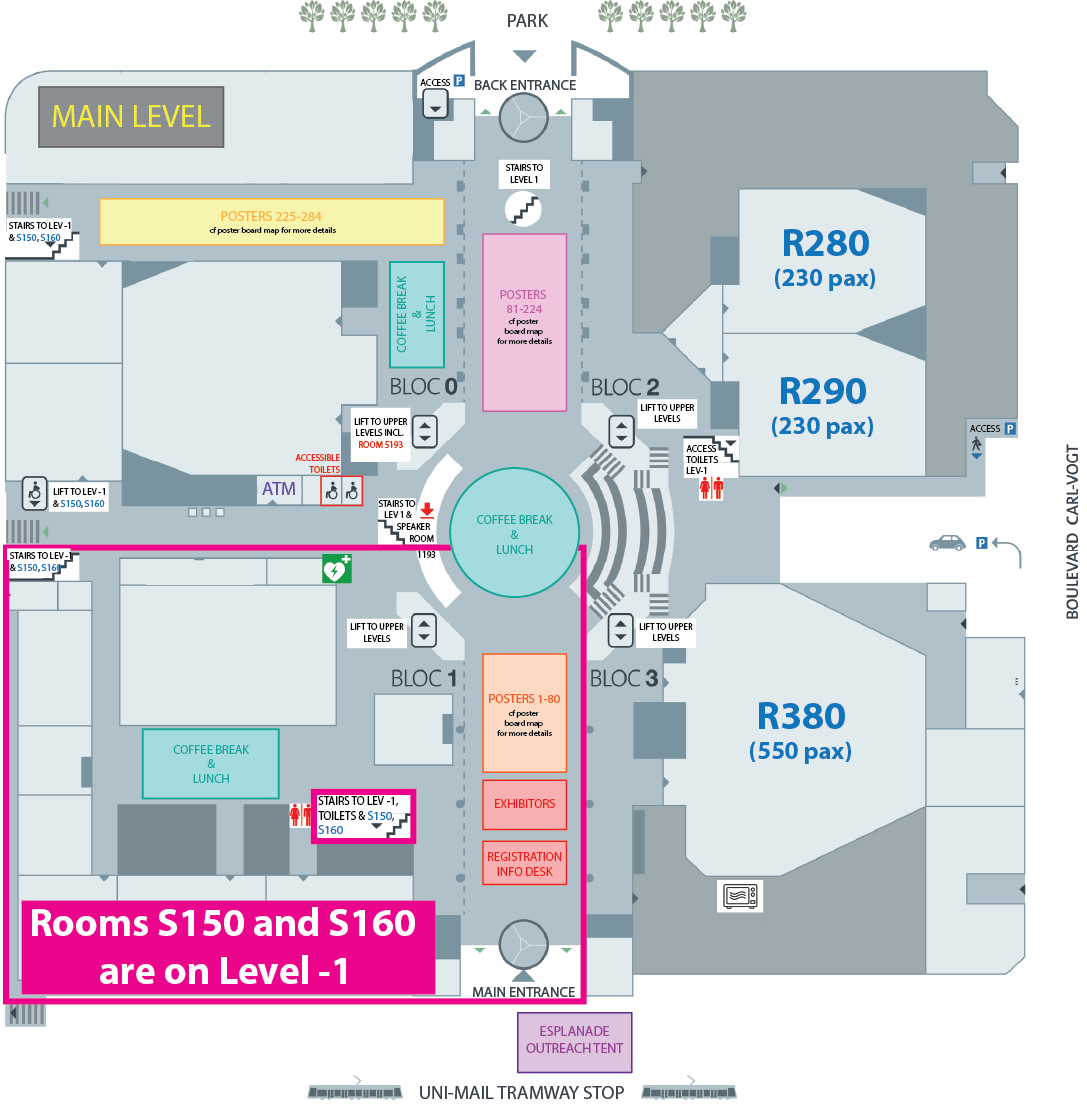 PARK
ACCESS P
BACK ENTRANCE
MAIN LEVEL
STAIRS TO
LEVEL 1
STAIRS TO LEV -1
& S150, S160
POSTERS 225-284
cf poster board map for more details
COFFEE BREAK
&
LUNCH
POSTERS
81-224
cf poster
board map
for more details
R280
(230 pax)
R290
(230 pax)
BLOC 0
BLOC 2
LIFT TO UPPER
LEVELS INCL.
ROOM S193
LIFT TO UPPER
LEVELS
ACCESS P
ACCESS
TOILETS
LEV-1
ACCESSIBLE
TOILETS
ATM
LIFT TO LEV -1
& S150, S160
STAIRS TO
LEV 1 &
SPEAKER
ROOM
1193
COFFEE BREAK
&
LUNCH
P
BOULEVARD CARL-VOGT
STAIRS TO LEV -1
& S150, S160
LIFT TO UPPER
LEVELS
LIFT TO UPPER
LEVELS
BLOC 1
BLOC 3
POSTERS 1-80
cf poster
board map
for more details
R380
(550 pax)
COFFEE BREAK
&
LUNCH
STAIRS TO LEV -1,
TOILETS & S150,
S160
EXHIBITORS
REGISTRATION
INFO DESK
Rooms S150 and S160
are on Level -1
MAIN ENTRANCE
ESPLANADE
OUTREACH TENT
UNI-MAIL TRAMWAY STOP